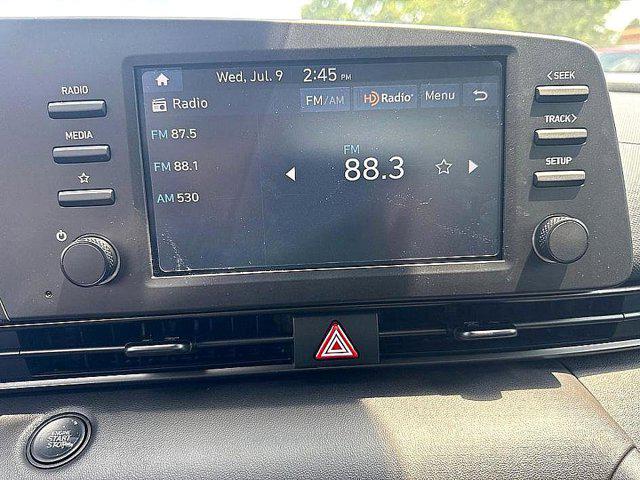 RADIO
MEDIA
Wed, Jul. 9 2:45 PM
Radio FM/AM HD Radio Menu
FM 87.5
FM 88.1
AM 530
FM
88.3
<SEEK
TRACK>
SETUP
ENGINE
START
STOP